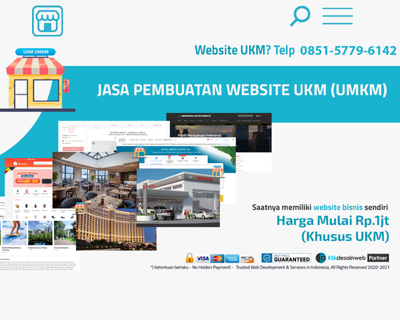 Website UKM? Telp 0851-5779-6142
UKM UMKM
JASA PEMBUATAN WEBSITE UKM (UMKM)
Saatnya memiliki website bisnis sendiri
Harga Mulai Rp.1jt
(Khusus UKM)
VISA
GUARANTEED
Klikdesainweb Partner
*) Ketentuan berlaku - No Hidden Payment! - Trusted Web Development & Services in Indonesia, All Rights Reserved 2020-2021